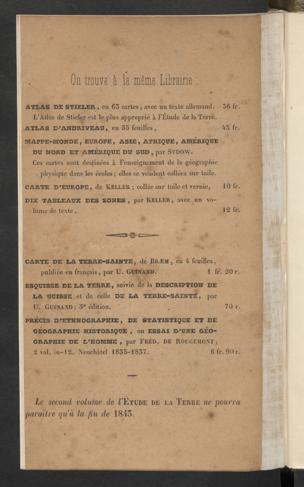 On trouve à la même Librairie
ATLAS DE STIELER, en 63 cartes, avec un texte allemand. 56 fr.
L'Atlas de Stieler est le plus approprié à l'Étude de la Terre.
ATLAS D'ANDRIVEAU, en 35 feuilles, 45 fr.
MAPPE-MONDE, EUROPE, ASIE, AFRIQUE, AMÉRIQUE
DU NORD ET AMÉRIQUE DU SUD, par SYDOW.
Ces cartes sont destinées à l'enseignement de la géographie
physique dans les écoles; elles se vendent collées sur toile.
CARTE D'EUROPE, de KELLER; collée sur toile et vernie, 10 fr.
DIX TABLEAUX DES ZONES, par KELLER, avec un vo-
lume de texte, 12 fr.
CARTE DE LA TERRE-SAINTE, de BREM, en 4 feuilles,
publiée en français, par U. GUINAND. 1 fr. 20 r.
ESQUISSE DE LA TERRE, suivie de la DESCRIPTION DE
LA SUISSE et de celle DE LA TERRE-SAINTE, par
U. GUINAND, 3e édition. 70 r.
PRÉCIS D'ETHNOGRAPHIE, DE STATISTIQUE ET DE
GÉOGRAPHIE HISTORIQUE, OU ESSAI D'UNE GÉO-
GRAPHIE DE L'HOMME, par FRÉD. DE ROUGEMONT;
2 vol. in-12. Neuchâtel 1835-1837. 6 fr. 90 r.
Le second volume de l'ÉTUDE DE LA TERRE ne pourra
paraître qu'à la fin de 1843.